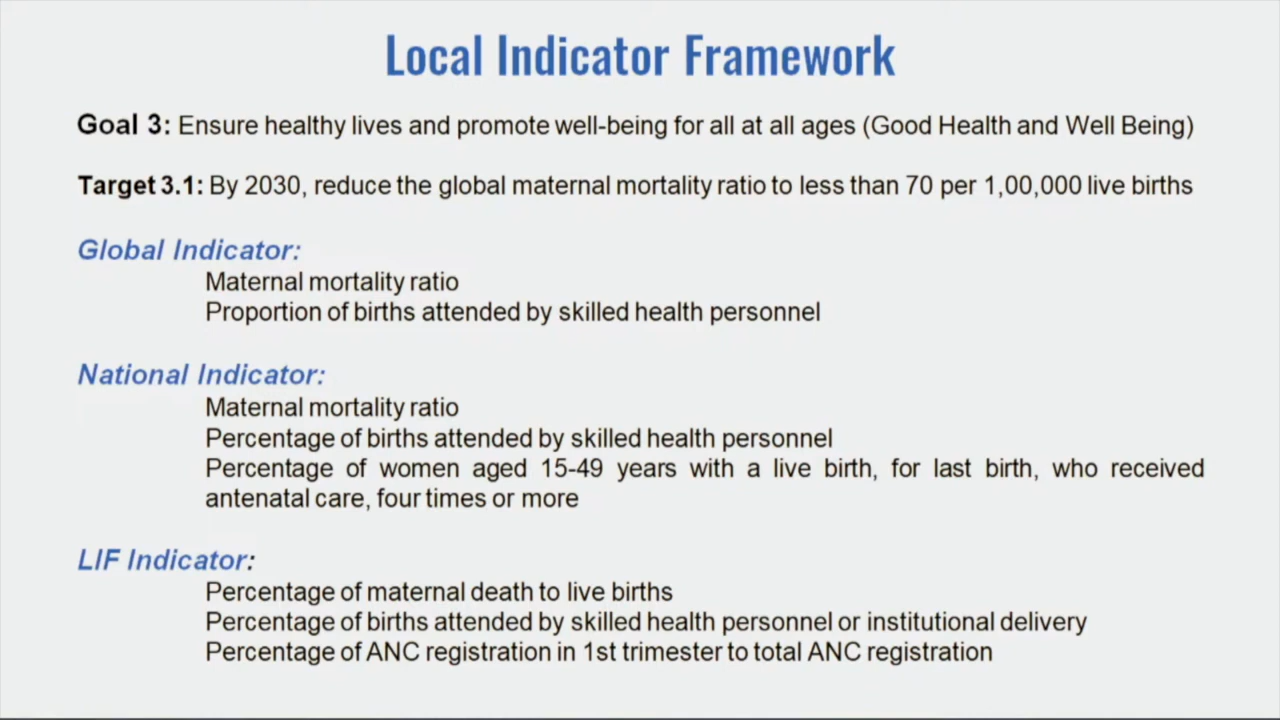 Local Indicator Framework
Goal 3: Ensure healthy lives and promote well-being for all at all ages (Good Health and Well Being)
Target 3.1: By 2030, reduce the global maternal mortality ratio to less than 70 per 1,00,000 live births
Global Indicator:
Maternal mortality ratio
Proportion of births attended by skilled health personnel
National Indicator:
Maternal mortality ratio
Percentage of births attended by skilled health personnel
Percentage of women aged 15-49 years with a live birth, for last birth, who received
antenatal care, four times or more
LIF Indicator:
Percentage of maternal death to live births
Percentage of births attended by skilled health personnel or institutional delivery
Percentage of ANC registration in 1st trimester to total ANC registration